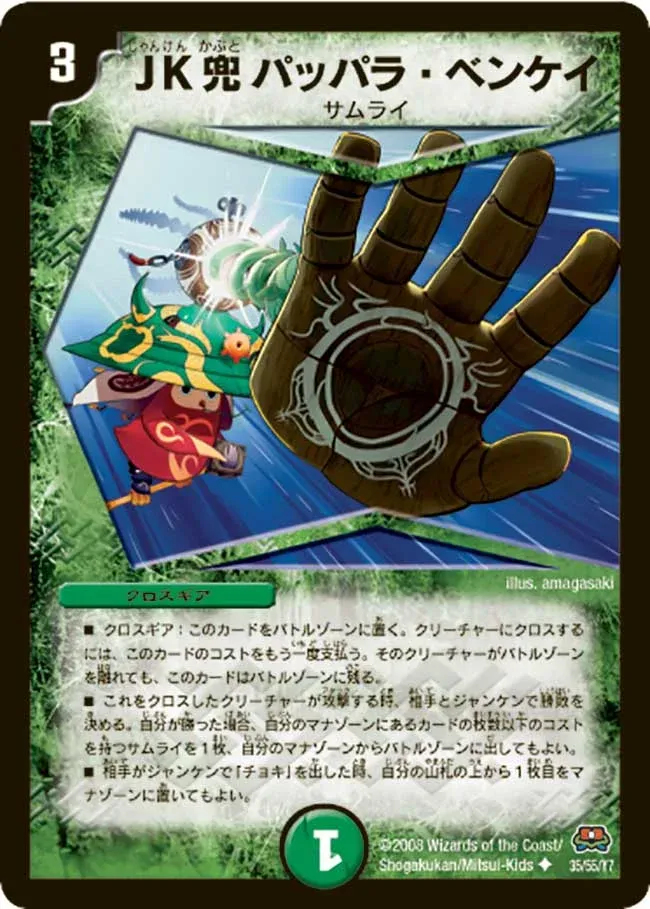 3
じゃんけん かぶと
JK兜 パッパラ・ベンケイ
サムライ
illus. amagasaki
クロスギア
■ クロスギア：このカードをバトルゾーンに置く。クリーチャーにクロスする
には、このカードのコストをもう一度支払う。そのクリーチャーがバトルゾーン
を離れても、このカードはバトルゾーンに残る。
■ これをクロスしたクリーチャーが攻撃する時、相手とジャンケンで勝敗を
決める。自分が勝った場合、自分のマナゾーンにあるカードの枚数以下のコスト
を持つサムライを１枚、自分のマナゾーンからバトルゾーンに出してもよい。
■ 相手がジャンケンで「チョキ」を出した時、自分の山札の上から１枚目をマ
ナゾーンに置いてもよい。
1
©2008 Wizards of the Coast/
Shogakukan/Mitsui-Kids ◆
35/55/Y7